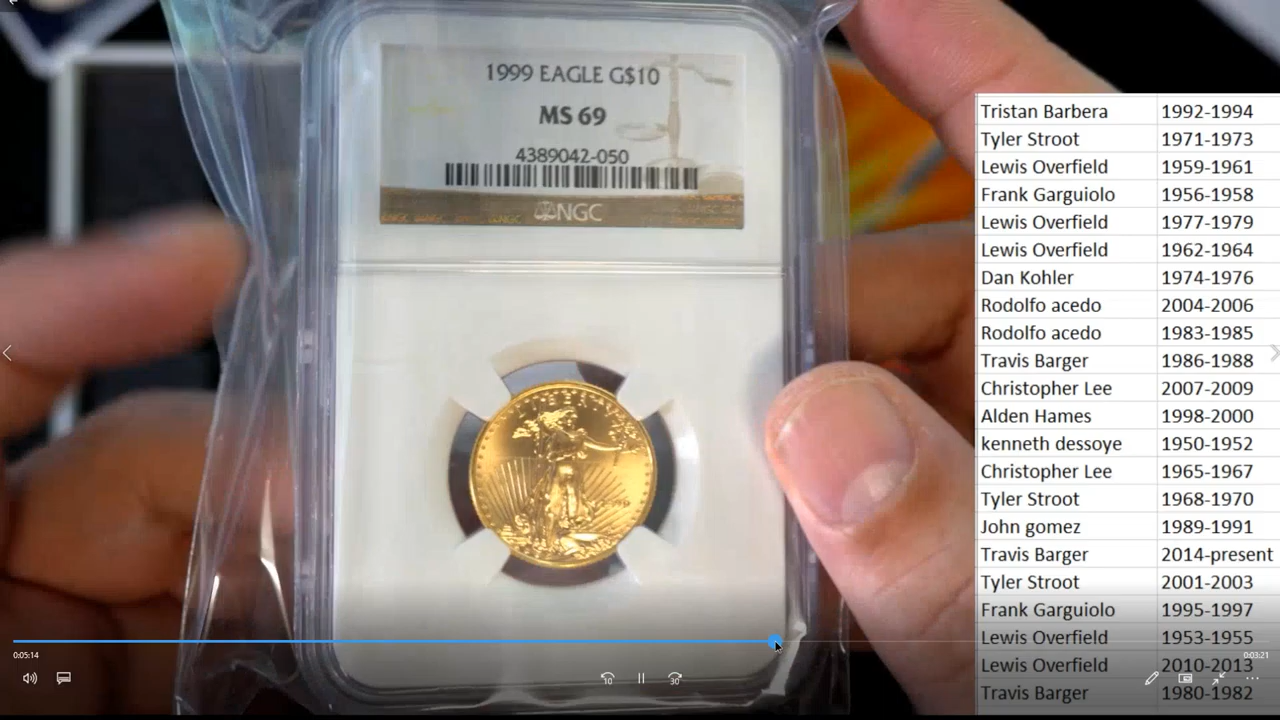 1999 EAGLE G$10
MS 69
4389042-050
NGC
LIBERTY
Tristan Barbera 1992-1994
Tyler Stroot 1971-1973
Lewis Overfield 1959-1961
Frank Garguiolo 1956-1958
Lewis Overfield 1977-1979
Lewis Overfield 1962-1964
Dan Kohler 1974-1976
Rodolfo acedo 2004-2006
Rodolfo acedo 1983-1985
Travis Barger 1986-1988
Christopher Lee 2007-2009
Alden Hames 1998-2000
kenneth dessoye 1950-1952
Christopher Lee 1965-1967
Tyler Stroot 1968-1970
John gomez 1989-1991
Travis Barger 2014-present
Tyler Stroot 2001-2003
Frank Garguiolo 1995-1997
Lewis Overfield 1953-1955
Lewis Overfield 2010-2013
Travis Barger 1980-1982
0:05:14
0:03:21
10
30